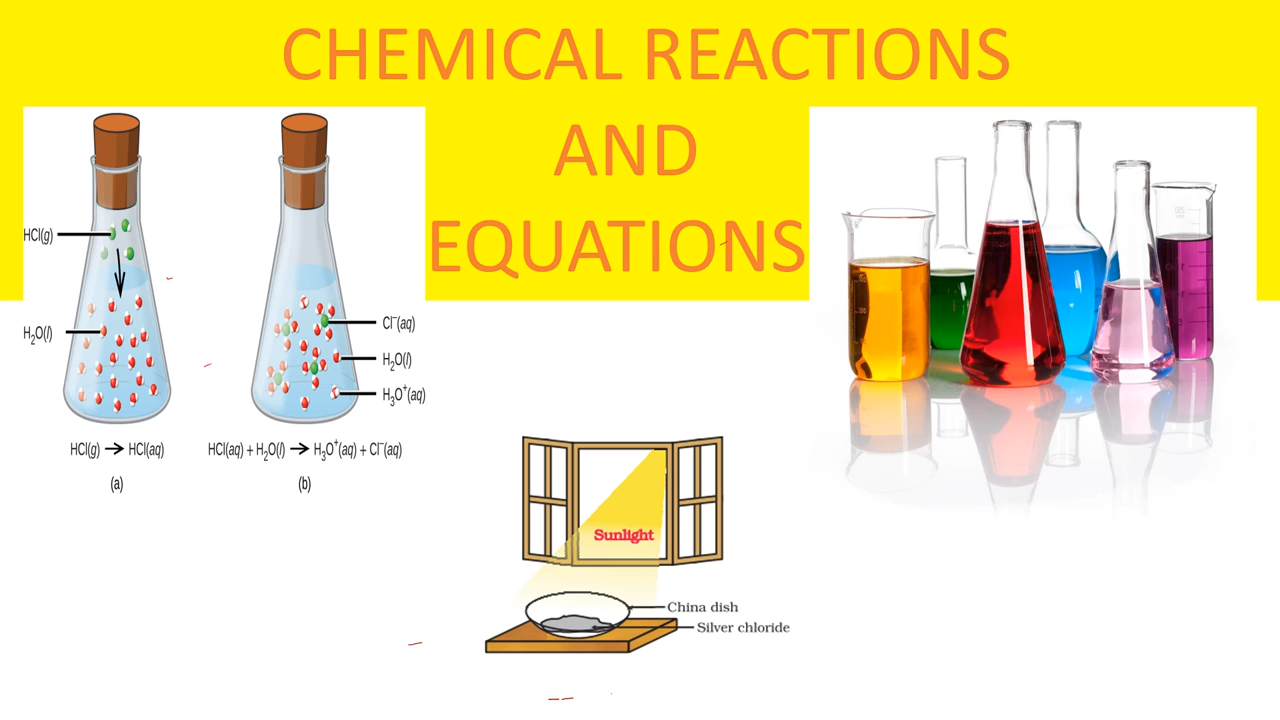 CHEMICAL REACTIONS
AND
EQUATIONS
HCl(g)
H₂O(l)
Cl⁻(aq)
H₂O(l)
H₃O⁺(aq)
HCl(g) → HCl(aq)
HCl(aq) + H₂O(l) → H₃O⁺(aq) + Cl⁻(aq)
(a)
(b)
Sunlight
China dish
Silver chloride